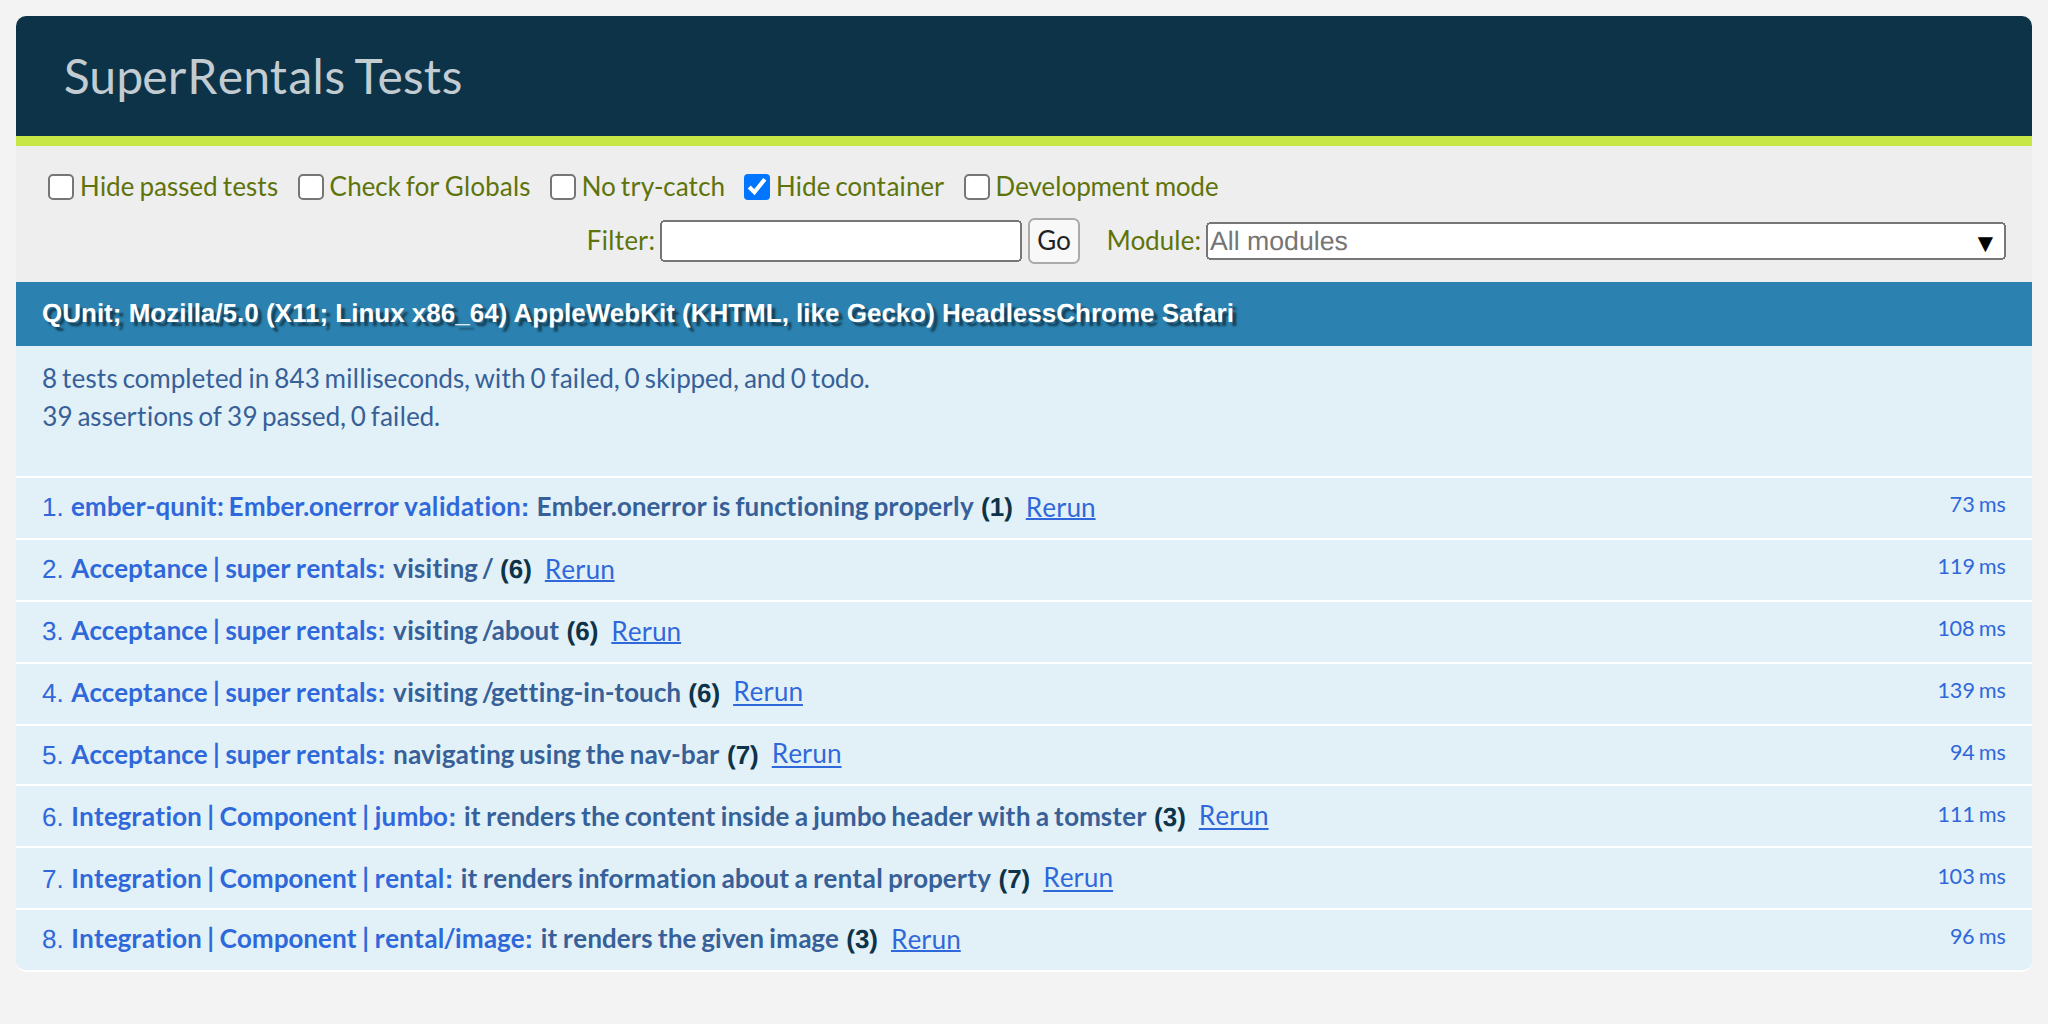 SuperRentals Tests
Hide passed tests Check for Globals No try-catch Hide container Development mode
Filter: Go Module: All modules ▼
QUnit; Mozilla/5.0 (X11; Linux x86_64) AppleWebKit (KHTML, like Gecko) HeadlessChrome Safari
8 tests completed in 843 milliseconds, with 0 failed, 0 skipped, and 0 todo.
39 assertions of 39 passed, 0 failed.
1. ember-qunit: Ember.onerror validation: Ember.onerror is functioning properly (1) Rerun 73 ms
2. Acceptance | super rentals: visiting / (6) Rerun 119 ms
3. Acceptance | super rentals: visiting /about (6) Rerun 108 ms
4. Acceptance | super rentals: visiting /getting-in-touch (6) Rerun 139 ms
5. Acceptance | super rentals: navigating using the nav-bar (7) Rerun 94 ms
6. Integration | Component | jumbo: it renders the content inside a jumbo header with a tomster (3) Rerun 111 ms
7. Integration | Component | rental: it renders information about a rental property (7) Rerun 103 ms
8. Integration | Component | rental/image: it renders the given image (3) Rerun 96 ms